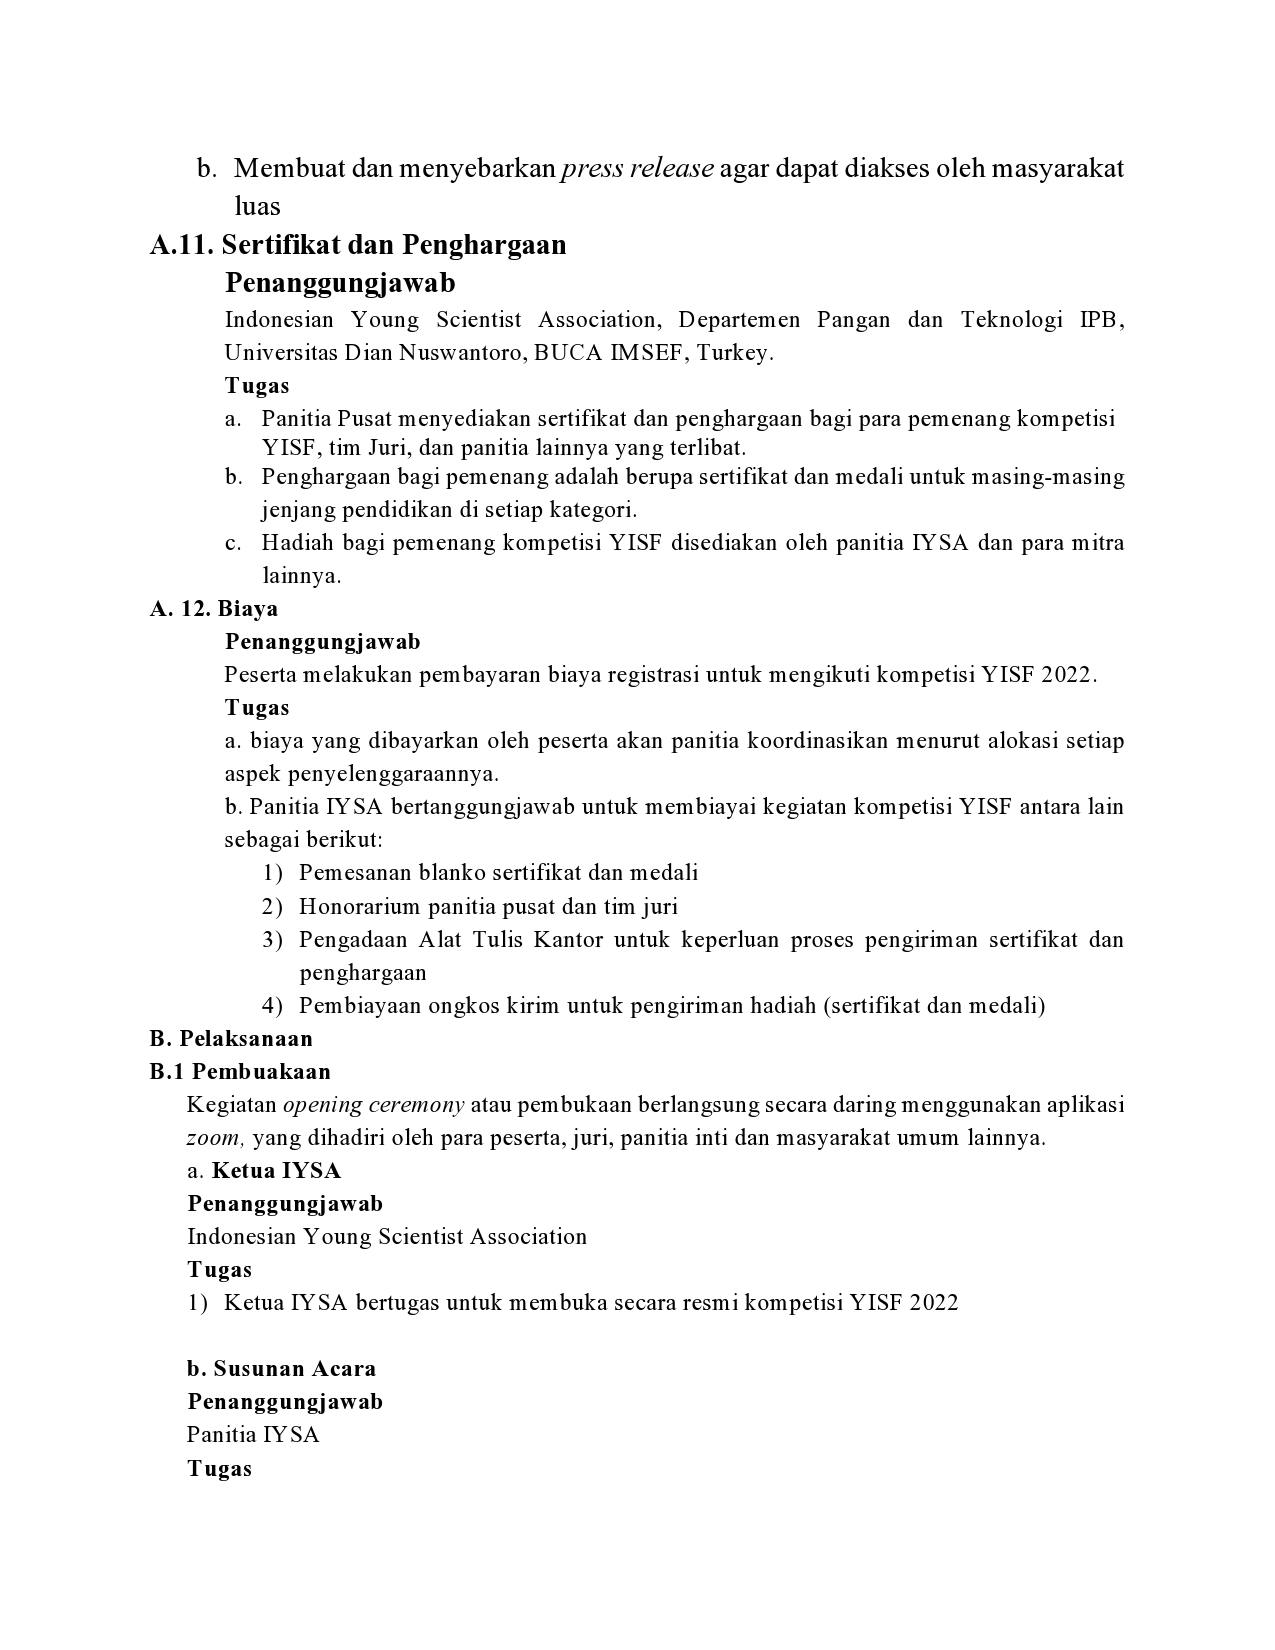 b. Membuat dan menyebarkan press release agar dapat diakses oleh masyarakat
luas
A.11. Sertifikat dan Penghargaan
Penanggungjawab
Indonesian Young Scientist Association, Departemen Pangan dan Teknologi IPB,
Universitas Dian Nuswantoro, BUCA IMSEF, Turkey.
Tugas
a. Panitia Pusat menyediakan sertifikat dan penghargaan bagi para pemenang kompetisi
YISF, tim Juri, dan panitia lainnya yang terlibat.
b. Penghargaan bagi pemenang adalah berupa sertifikat dan medali untuk masing-masing
jenjang pendidikan di setiap kategori.
c. Hadiah bagi pemenang kompetisi YISF disediakan oleh panitia IYSA dan para mitra
lainnya.
A. 12. Biaya
Penanggungjawab
Peserta melakukan pembayaran biaya registrasi untuk mengikuti kompetisi YISF 2022.
Tugas
a. biaya yang dibayarkan oleh peserta akan panitia koordinasikan menurut alokasi setiap
aspek penyelenggaraannya.
b. Panitia IYSA bertanggungjawab untuk membiayai kegiatan kompetisi YISF antara lain
sebagai berikut:
1) Pemesanan blanko sertifikat dan medali
2) Honorarium panitia pusat dan tim juri
3) Pengadaan Alat Tulis Kantor untuk keperluan proses pengiriman sertifikat dan
penghargaan
4) Pembiayaan ongkos kirim untuk pengiriman hadiah (sertifikat dan medali)
B. Pelaksanaan
B.1 Pembuakaan
Kegiatan opening ceremony atau pembukaan berlangsung secara daring menggunakan aplikasi
zoom, yang dihadiri oleh para peserta, juri, panitia inti dan masyarakat umum lainnya.
a. Ketua IYSA
Penanggungjawab
Indonesian Young Scientist Association
Tugas
1) Ketua IYSA bertugas untuk membuka secara resmi kompetisi YISF 2022
b. Susunan Acara
Penanggungjawab
Panitia IYSA
Tugas